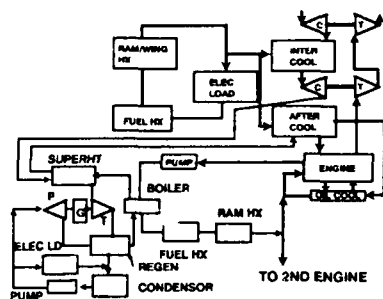 C T
RAM/WING
HX
INTER
COOL
ELEC
LOAD
C T
FUEL HX
AFTER
COOL
SUPERHT
PUMP
ENGINE
BOILER
OIL COOL
P
G
T
RAM HX
FUEL HX
ELEC LD
REGEN
TO 2ND ENGINE
CONDENSOR
PUMP